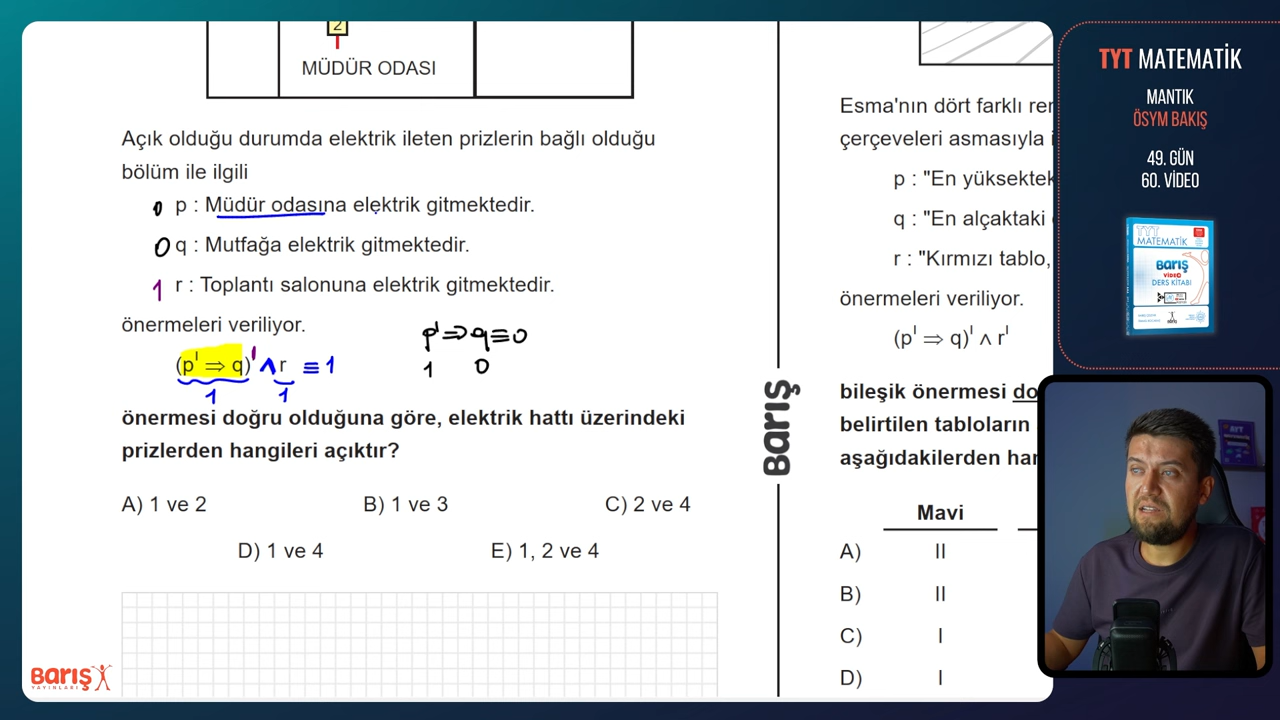 2
MÜDÜR ODASI
Açık olduğu durumda elektrik ileten prizlerin bağlı olduğu
bölüm ile ilgili
0 p : Müdür odasına elektrik gitmektedir.
0 q : Mutfağa elektrik gitmektedir.
1 r : Toplantı salonuna elektrik gitmektedir.
önermeleri veriliyor.
p' ⇒ q ≡ 0
1 0
(p' ⇒ q)' ∧ r ≡ 1
1 1
önermesi doğru olduğuna göre, elektrik hattı üzerindeki
prizlerden hangileri açıktır?
A) 1 ve 2 B) 1 ve 3 C) 2 ve 4
D) 1 ve 4 E) 1, 2 ve 4
BARIŞ
YAYINLARI
BARIŞ
Esma'nın dört farklı rer
çerçeveleri asmasıyla
p : "En yüksektek
q : "En alçaktaki
r : "Kırmızı tablo,
önermeleri veriliyor.
(p' ⇒ q)' ∧ r'
bileşik önermesi do
belirtilen tabloların
aşağıdakilerden har
Mavi
A) II
B) II
C) I
D) I
TYT MATEMATİK
MANTIK
ÖSYM BAKIŞ
49. GÜN
60. VİDEO
TYT
MATEMATİK
BARIŞ
VİDEO
DERS KİTABI